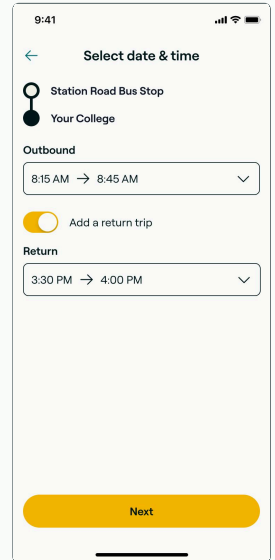 9:41
Select date & time
Station Road Bus Stop
Your College
Outbound
8:15 AM → 8:45 AM
Add a return trip
Return
3:30 PM → 4:00 PM
Next